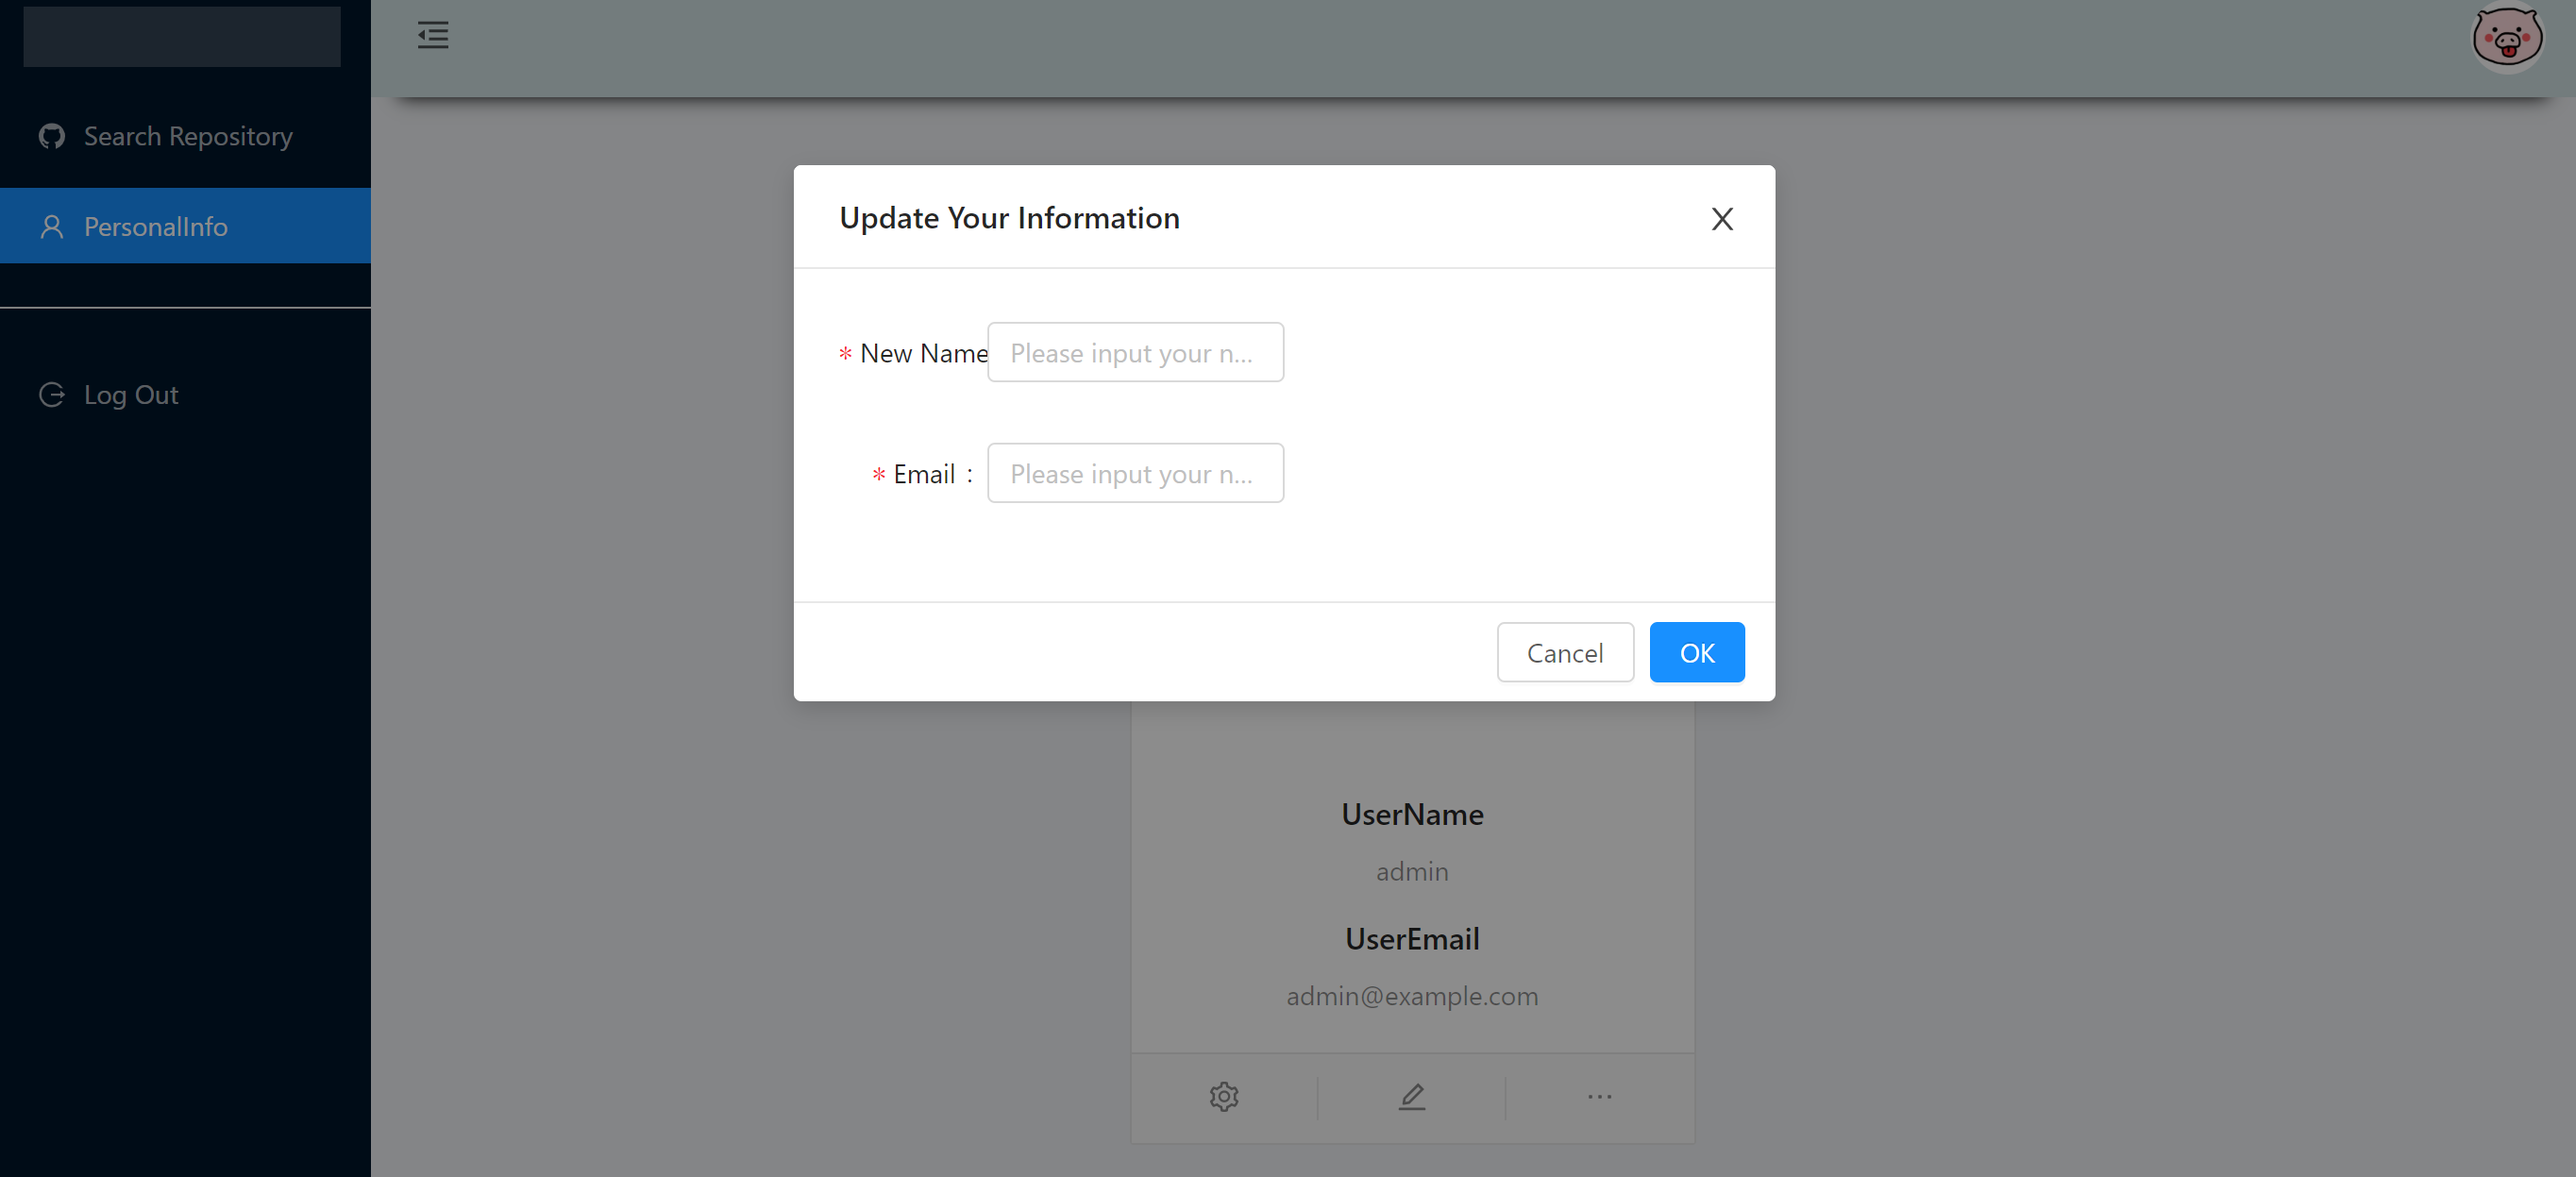 Search Repository
PersonalInfo
Log Out
Update Your Information
* New Name
Please input your n...
* Email :
Please input your n...
Cancel
OK
UserName
admin
UserEmail
admin@example.com